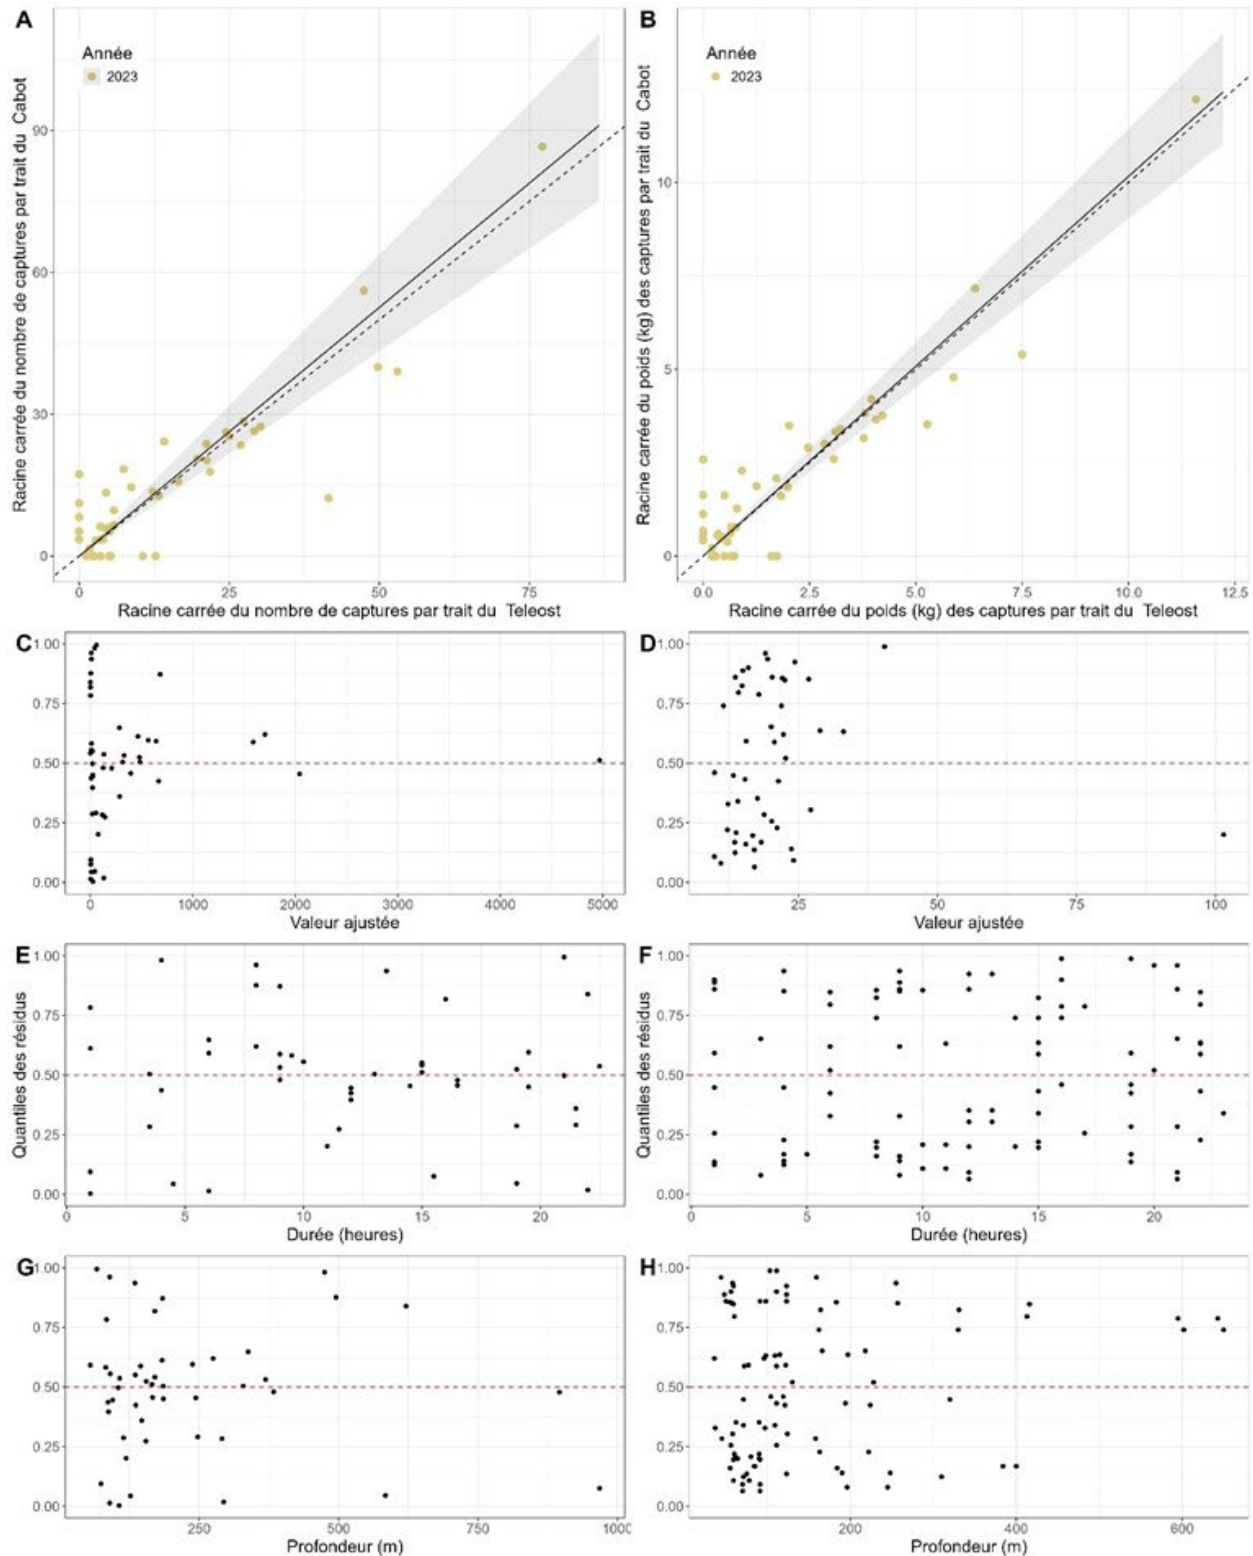 A
B
Année
2023
Année
2023
Racine carrée du nombre de captures par trait du Cabot
90
60
30
0
Racine carrée du poids (kg) des captures par trait du Cabot
10
5
0
0 25 50 75
0.0 2.5 5.0 7.5 10.0 12.5
Racine carrée du nombre de captures par trait du Teleost
Racine carrée du poids (kg) des captures par trait du Teleost
C
1.00
0.75
0.50
0.25
0.00
0 1000 2000 3000 4000 5000
Valeur ajustée
D
1.00
0.75
0.50
0.25
0.00
25 50 75 100
Valeur ajustée
E
1.00
0.75
0.50
0.25
0.00
Quantiles des résidus
0 5 10 15 20
Durée (heures)
F
1.00
0.75
0.50
0.25
0.00
Quantiles des résidus
0 5 10 15 20
Durée (heures)
G
1.00
0.75
0.50
0.25
0.00
250 500 750 1000
Profondeur (m)
H
1.00
0.75
0.50
0.25
0.00
200 400 600
Profondeur (m)